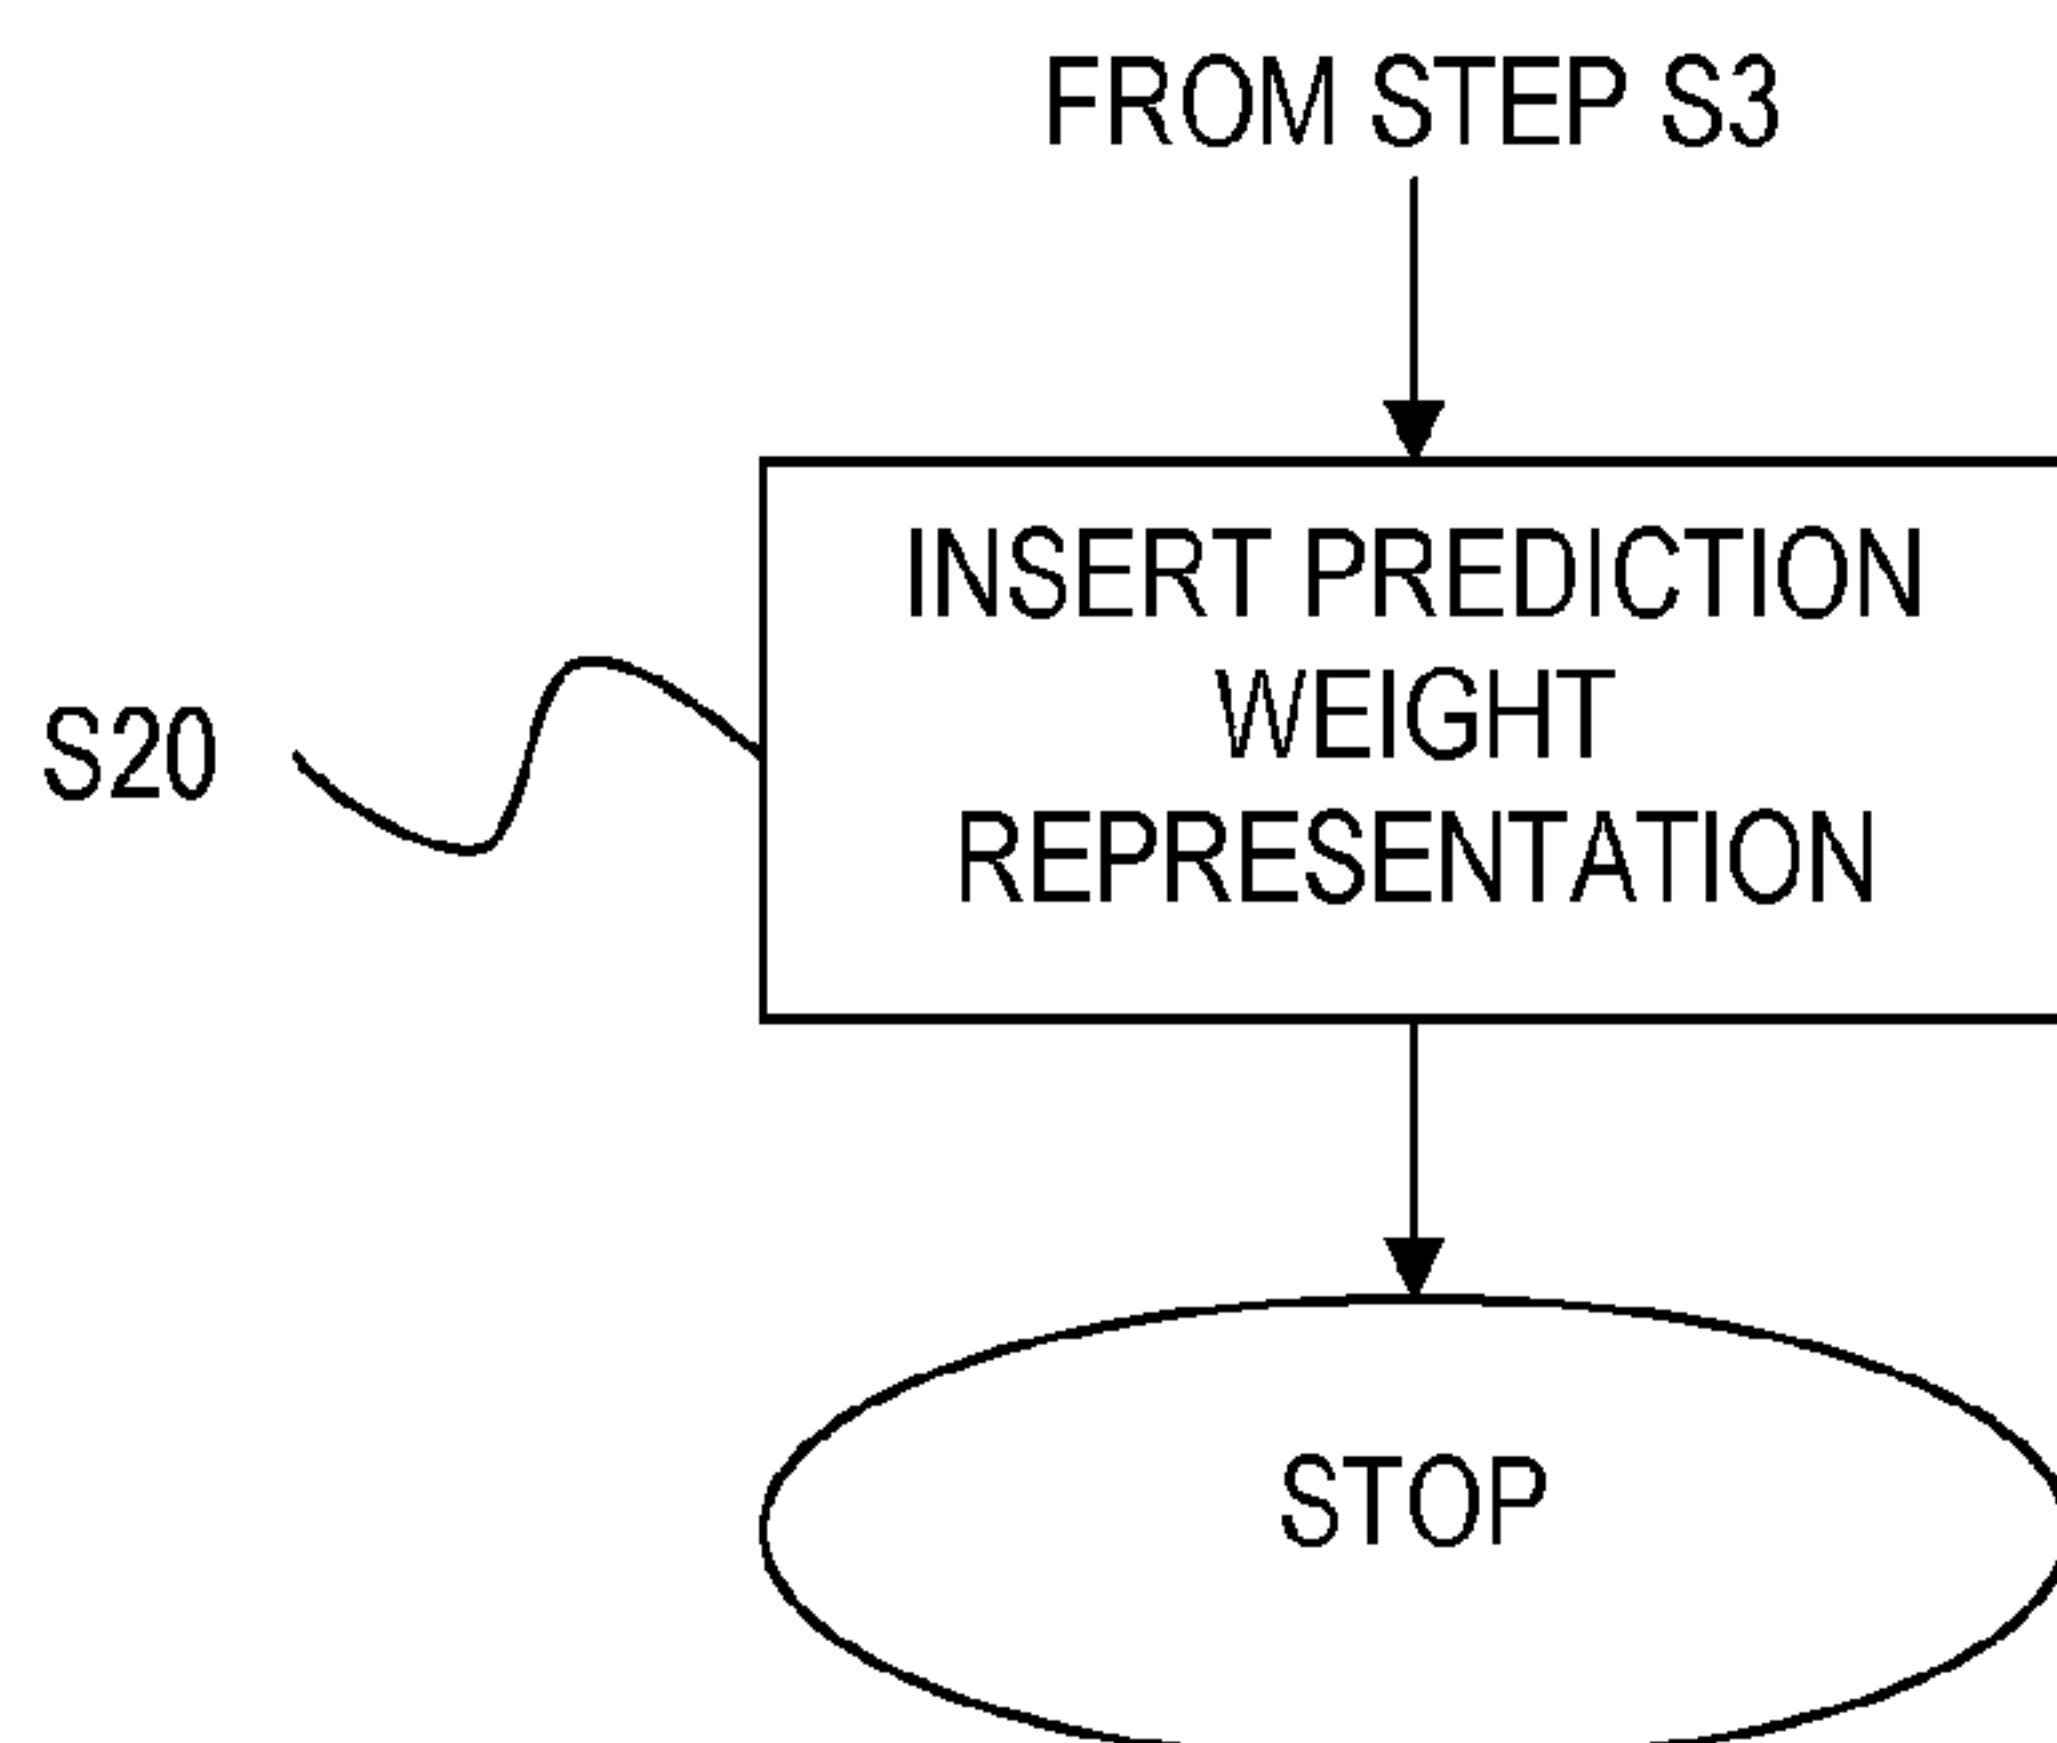 FROM STEP S3
INSERT PREDICTION
WEIGHT
REPRESENTATION
S20
STOP